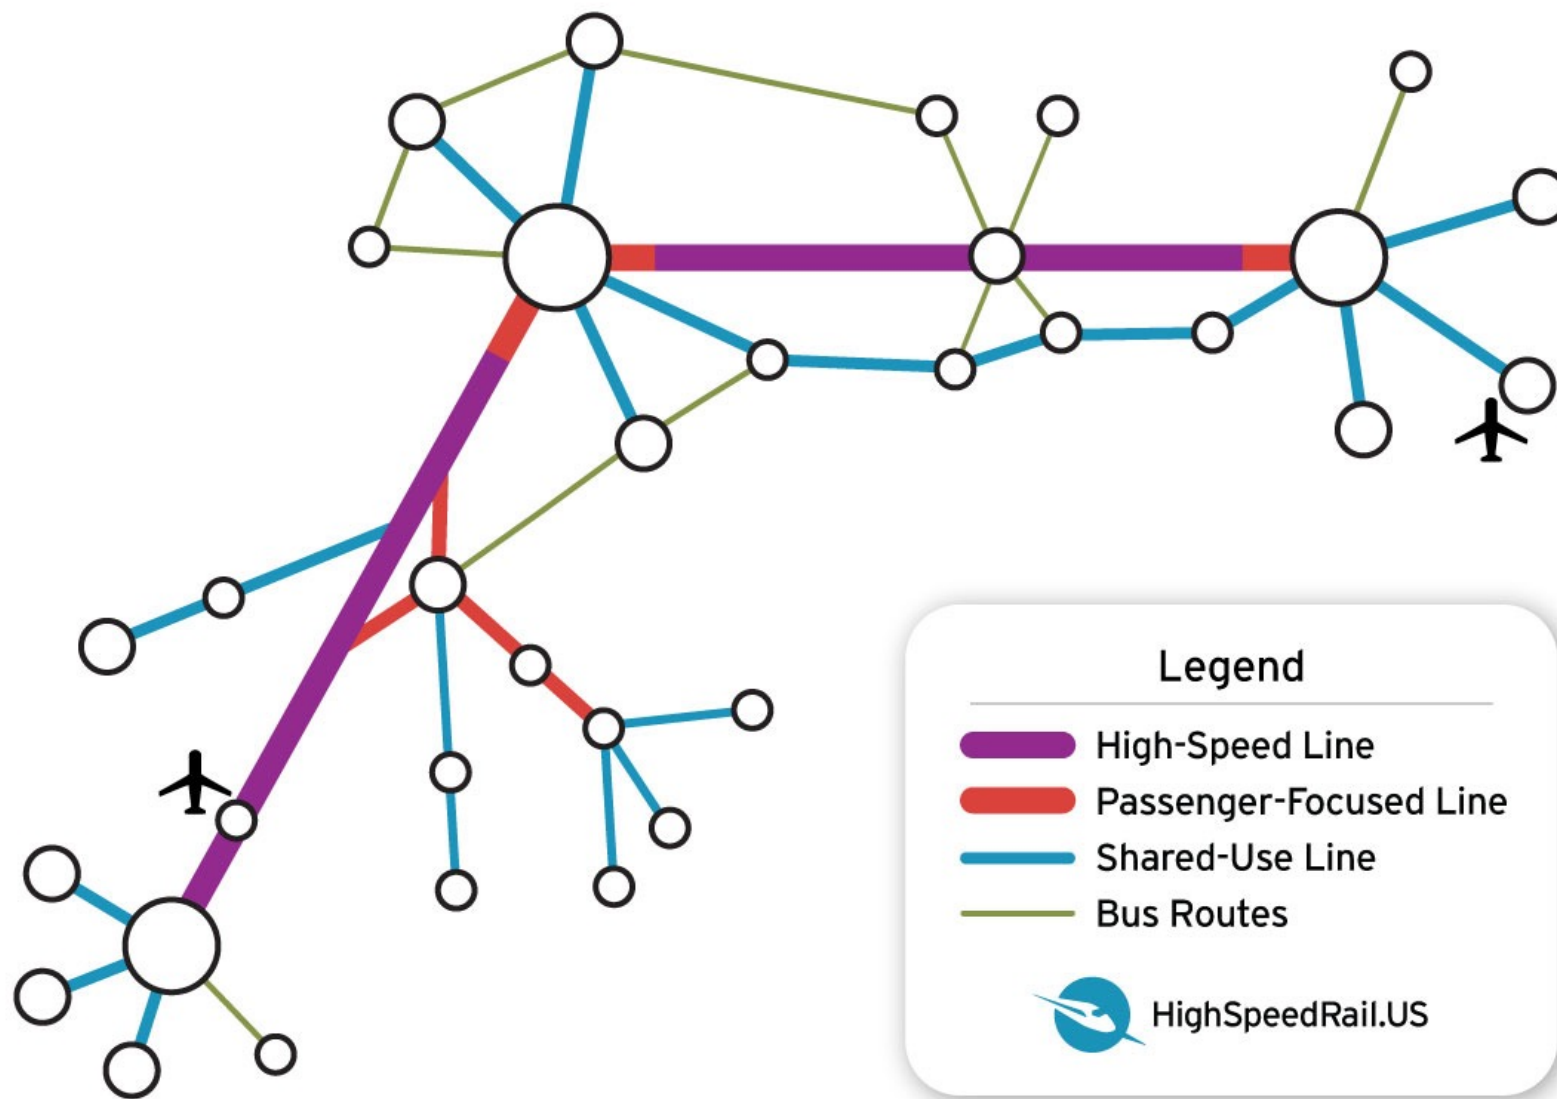 Legend
High-Speed Line
Passenger-Focused Line
Shared-Use Line
Bus Routes
HighSpeedRail.US